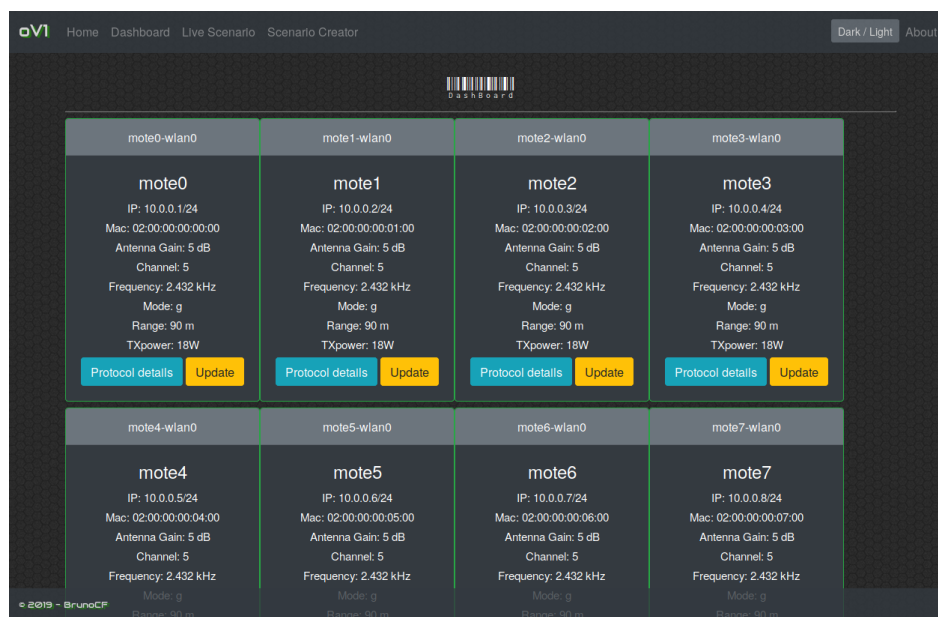 oV1 Home Dashboard Live Scenario Scenario Creator Dark / Light About
DashBoard
mote0-wlan0 mote1-wlan0 mote2-wlan0 mote3-wlan0
mote0 mote1 mote2 mote3
IP: 10.0.0.1/24 IP: 10.0.0.2/24 IP: 10.0.0.3/24 IP: 10.0.0.4/24
Mac: 02:00:00:00:00:00 Mac: 02:00:00:00:01:00 Mac: 02:00:00:00:02:00 Mac: 02:00:00:00:03:00
Antenna Gain: 5 dB Antenna Gain: 5 dB Antenna Gain: 5 dB Antenna Gain: 5 dB
Channel: 5 Channel: 5 Channel: 5 Channel: 5
Frequency: 2.432 kHz Frequency: 2.432 kHz Frequency: 2.432 kHz Frequency: 2.432 kHz
Mode: g Mode: g Mode: g Mode: g
Range: 90 m Range: 90 m Range: 90 m Range: 90 m
TXpower: 18W TXpower: 18W TXpower: 18W TXpower: 18W
Protocol details Update Protocol details Update Protocol details Update Protocol details Update
mote4-wlan0 mote5-wlan0 mote6-wlan0 mote7-wlan0
mote4 mote5 mote6 mote7
IP: 10.0.0.5/24 IP: 10.0.0.6/24 IP: 10.0.0.7/24 IP: 10.0.0.8/24
Mac: 02:00:00:00:04:00 Mac: 02:00:00:00:05:00 Mac: 02:00:00:00:06:00 Mac: 02:00:00:00:07:00
Antenna Gain: 5 dB Antenna Gain: 5 dB Antenna Gain: 5 dB Antenna Gain: 5 dB
Channel: 5 Channel: 5 Channel: 5 Channel: 5
Frequency: 2.432 kHz Frequency: 2.432 kHz Frequency: 2.432 kHz Frequency: 2.432 kHz
Mode: g Mode: g Mode: g Mode: g
© 2019 - BrunoCF
Range: 90 m Range: 90 m Range: 90 m Range: 90 m